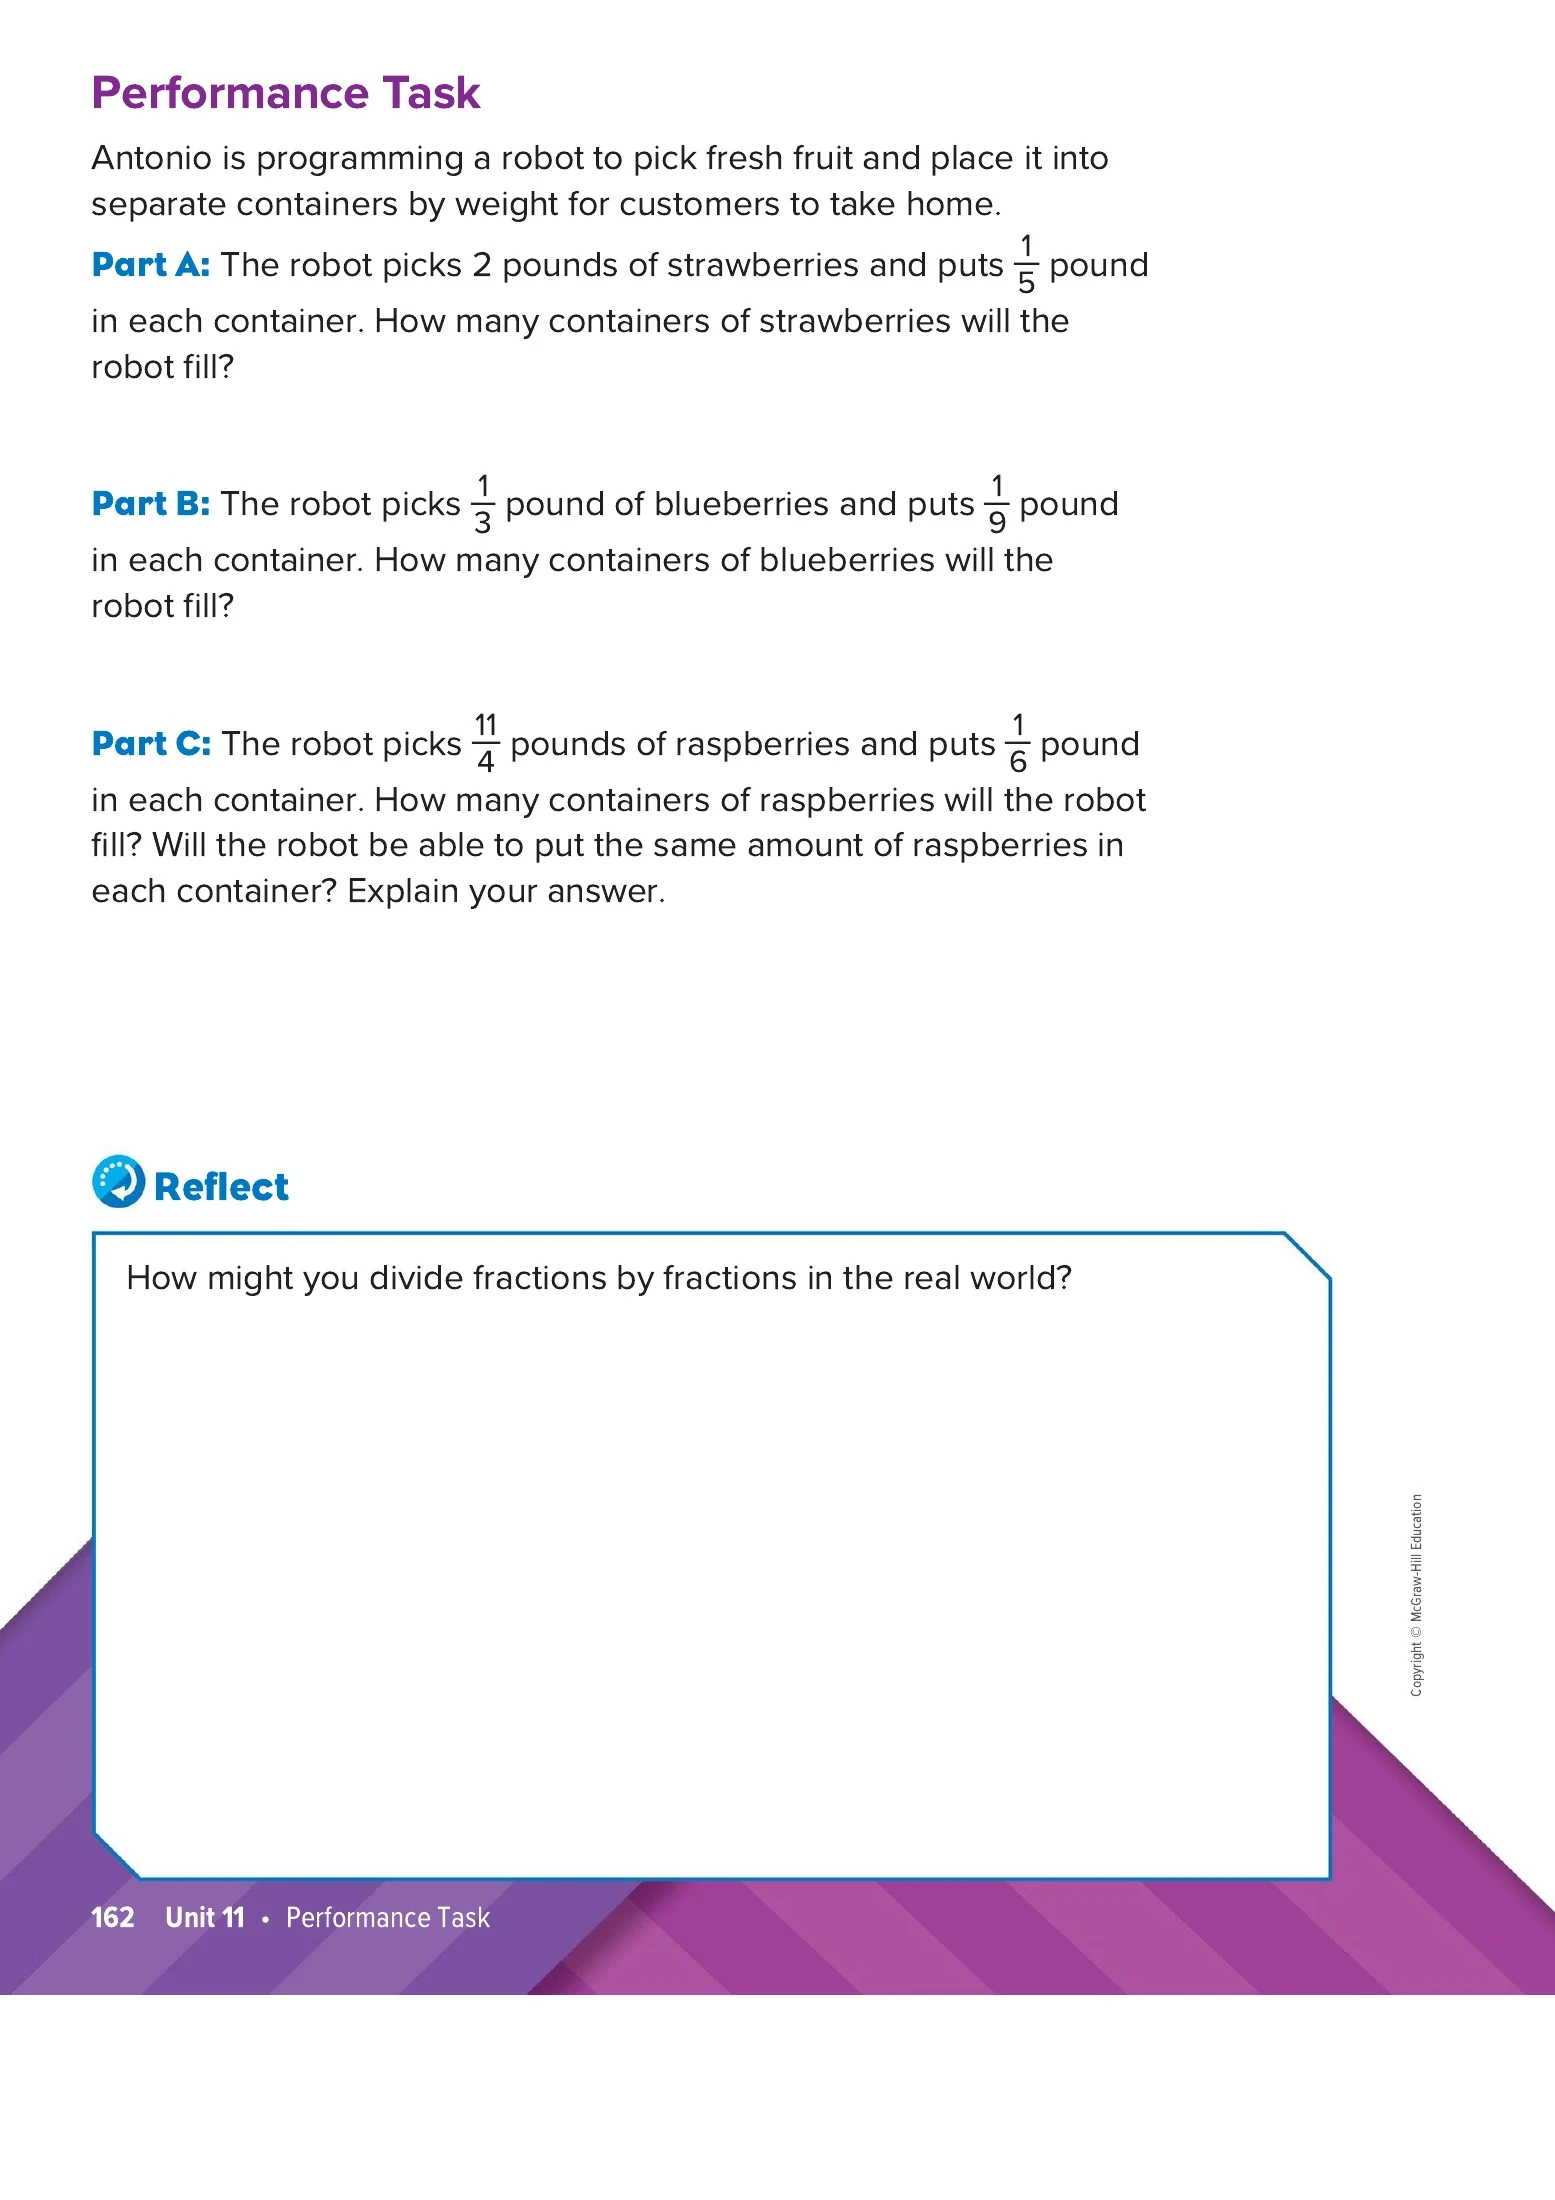 Performance Task
Antonio is programming a robot to pick fresh fruit and place it into
separate containers by weight for customers to take home.
Part A: The robot picks 2 pounds of strawberries and puts 1/5 pound
in each container. How many containers of strawberries will the
robot fill?
Part B: The robot picks 1/3 pound of blueberries and puts 1/9 pound
in each container. How many containers of blueberries will the
robot fill?
Part C: The robot picks 11/4 pounds of raspberries and puts 1/6 pound
in each container. How many containers of raspberries will the robot
fill? Will the robot be able to put the same amount of raspberries in
each container? Explain your answer.
Reflect
How might you divide fractions by fractions in the real world?
Copyright © McGraw-Hill Education
162 Unit 11 • Performance Task